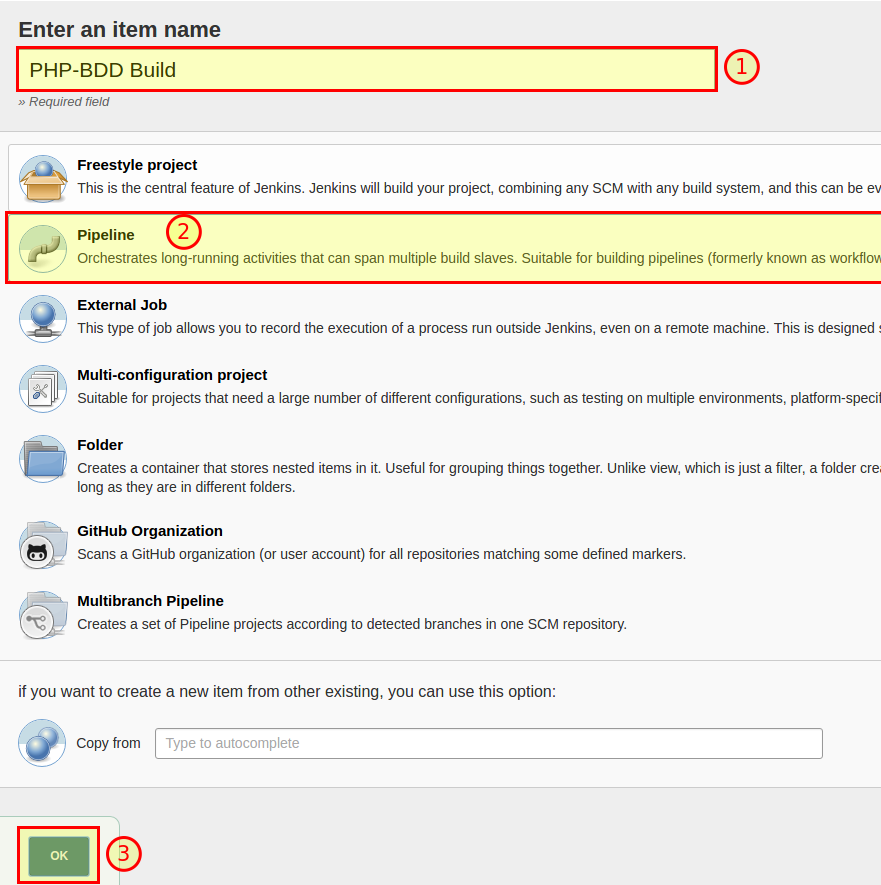 Enter an item name
PHP-BDD Build
1
» Required field
Freestyle project
This is the central feature of Jenkins. Jenkins will build your project, combining any SCM with any build system, and this can be
Pipeline
2
Orchestrates long-running activities that can span multiple build slaves. Suitable for building pipelines (formerly known as workflow
External Job
This type of job allows you to record the execution of a process run outside Jenkins, even on a remote machine. This is designed
Multi-configuration project
Suitable for projects that need a large number of different configurations, such as testing on multiple environments,
Folder
Creates a container that stores nested items in it. Useful for grouping things together. Unlike view, which is just a filter, a folder
long as they are in different folders.
GitHub Organization
Scans a GitHub organization (or user account) for all repositories matching some defined markers.
Multibranch Pipeline
Creates a set of Pipeline projects according to detected branches in one SCM repository.
if you want to create a new item from other existing, you can use this option:
Copy from
Type to autocomplete
OK
3